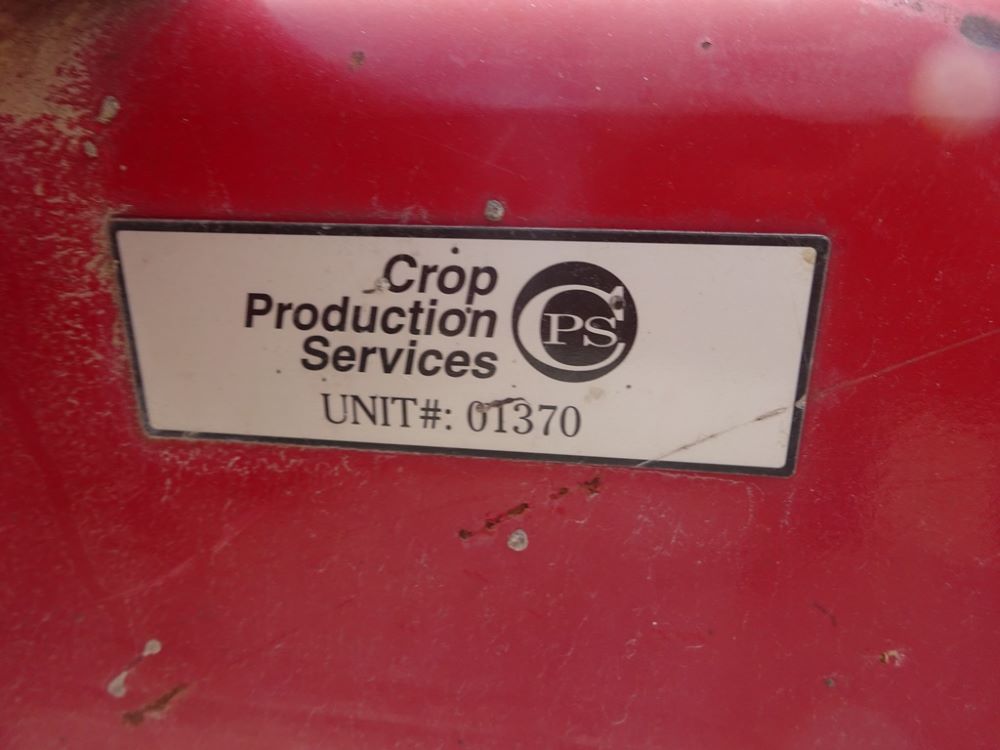 Crop
Production
Services
CPS
UNIT#: 01370